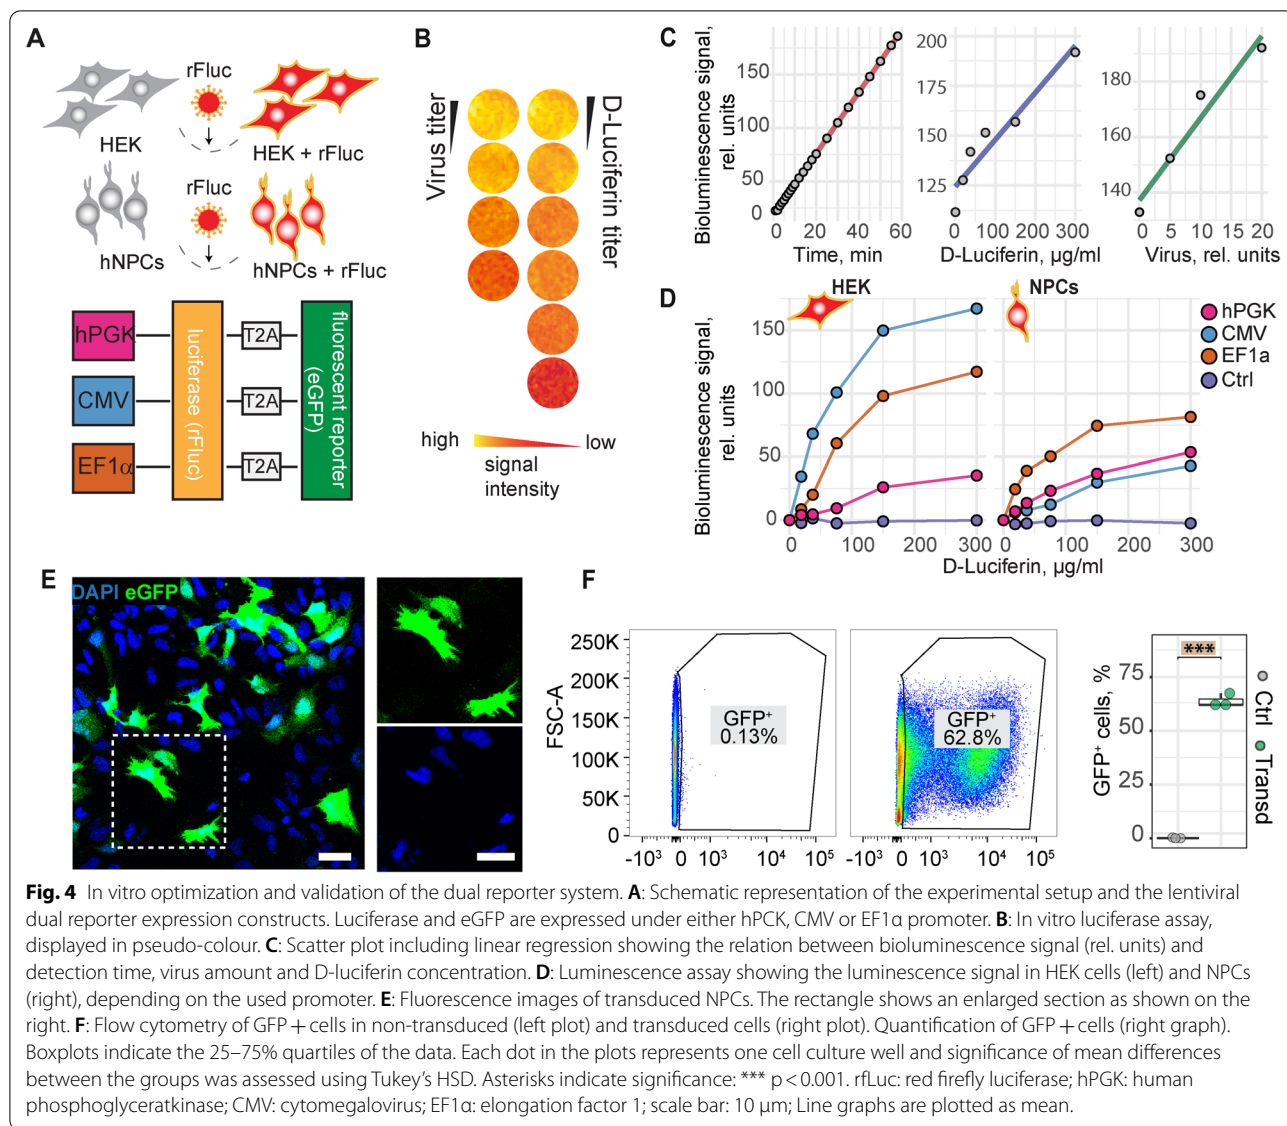 A
rFluc
HEK
HEK + rFluc
rFluc
hNPCs
hNPCs + rFluc
hPGK
CMV
EF1α
luciferase (rFluc)
T2A
T2A
T2A
fluorescent reporter
(eGFP)
B
Virus titer
D-Luciferin titer
high
low
signal
intensity
C
Bioluminescence signal,
rel. units
150
100
50
0
0 20 40 60
Time, min
200
175
150
125
0 100 200 300
D-Luciferin, µg/ml
180
160
140
0 5 10 15 20
Virus, rel. units
D
HEK
NPCs
Bioluminescence signal,
rel. units
150
100
50
0
0 100 200 300
0 100 200 300
D-Luciferin, µg/ml
hPGK
CMV
EF1a
Ctrl
E
DAPI eGFP
F
FSC-A
250K
200K
150K
100K
50K
0
GFP+
0.13%
-10³ 0 10³ 10⁴ 10⁵
GFP+
62.8%
-10³ 0 10³ 10⁴ 10⁵
GFP+ cells, %
75
50
25
0
***
Ctrl
Transd
Fig. 4 In vitro optimization and validation of the dual reporter system. A: Schematic representation of the experimental setup and the lentiviral
dual reporter expression constructs. Luciferase and eGFP are expressed under either hPCK, CMV or EF1α promoter. B: In vitro luciferase assay,
displayed in pseudo-colour. C: Scatter plot including linear regression showing the relation between bioluminescence signal (rel. units) and
detection time, virus amount and D-luciferin concentration. D: Luminescence assay showing the luminescence signal in HEK cells (left) and NPCs
(right), depending on the used promoter. E: Fluorescence images of transduced NPCs. The rectangle shows an enlarged section as shown on the
right. F: Flow cytometry of GFP + cells in non-transduced (left plot) and transduced cells (right plot). Quantification of GFP + cells (right graph).
Boxplots indicate the 25–75% quartiles of the data. Each dot in the plots represents one cell culture well and significance of mean differences
between the groups was assessed using Tukey's HSD. Asterisks indicate significance: *** p < 0.001. rfLuc: red firefly luciferase; hPGK: human
phosphoglyceratkinase; CMV: cytomegalovirus; EF1α: elongation factor 1; scale bar: 10 µm; Line graphs are plotted as mean.